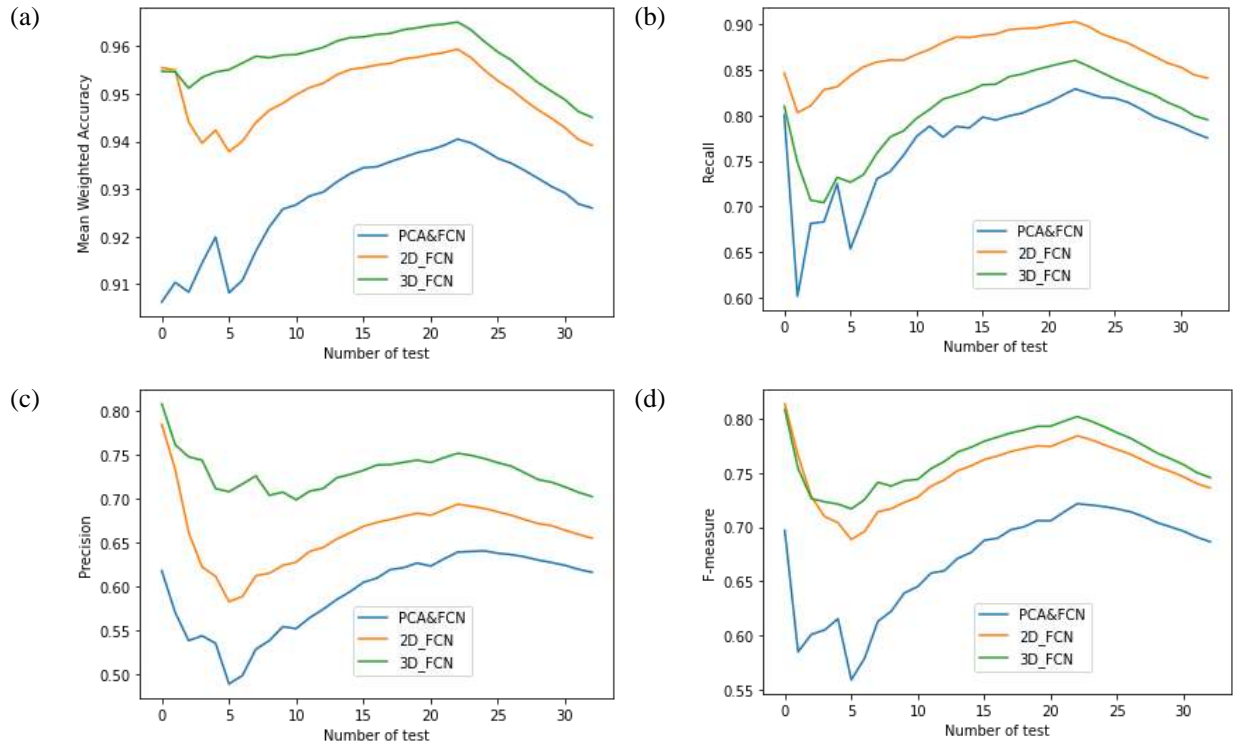 (a)
0.96
0.95
0.94
0.93
0.92
0.91
Mean Weighted Accuracy
PCA&FCN
2D_FCN
3D_FCN
0 5 10 15 20 25 30
Number of test
(b)
0.90
0.85
0.80
0.75
0.70
0.65
0.60
Recall
PCA&FCN
2D_FCN
3D_FCN
0 5 10 15 20 25 30
Number of test
(c)
0.80
0.75
0.70
0.65
0.60
0.55
0.50
Precision
PCA&FCN
2D_FCN
3D_FCN
0 5 10 15 20 25 30
Number of test
(d)
0.80
0.75
0.70
0.65
0.60
0.55
F-measure
PCA&FCN
2D_FCN
3D_FCN
0 5 10 15 20 25 30
Number of test